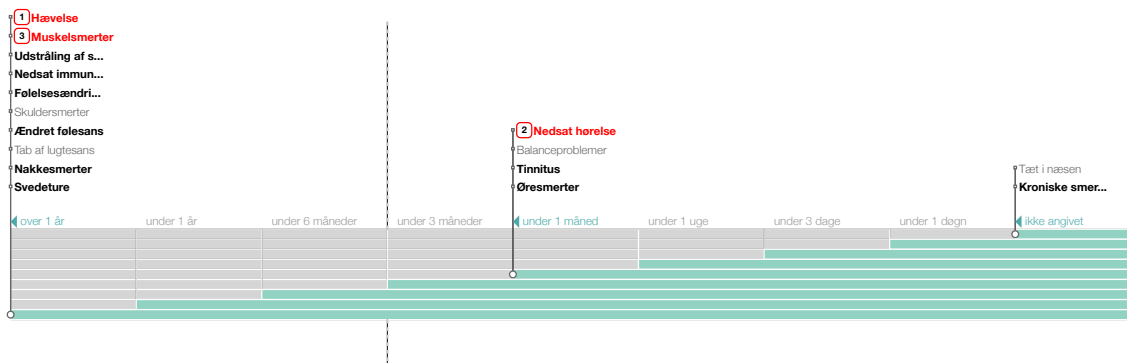 1 Hævelse
3 Muskelsmerter
Udstråling af s...
Nedsat immun...
Følelsesændri...
Skuldersmerter
Ændret følesans
Tab af lugtesans
Nakkesmerter
Svedeture
2 Nedsat hørelse
Balanceproblemer
Tinnitus
Øresmerter
Tæt i næsen
Kroniske smer...
over 1 år
under 1 år
under 6 måneder
under 3 måneder
under 1 måned
under 1 uge
under 3 dage
under 1 døgn
ikke angivet